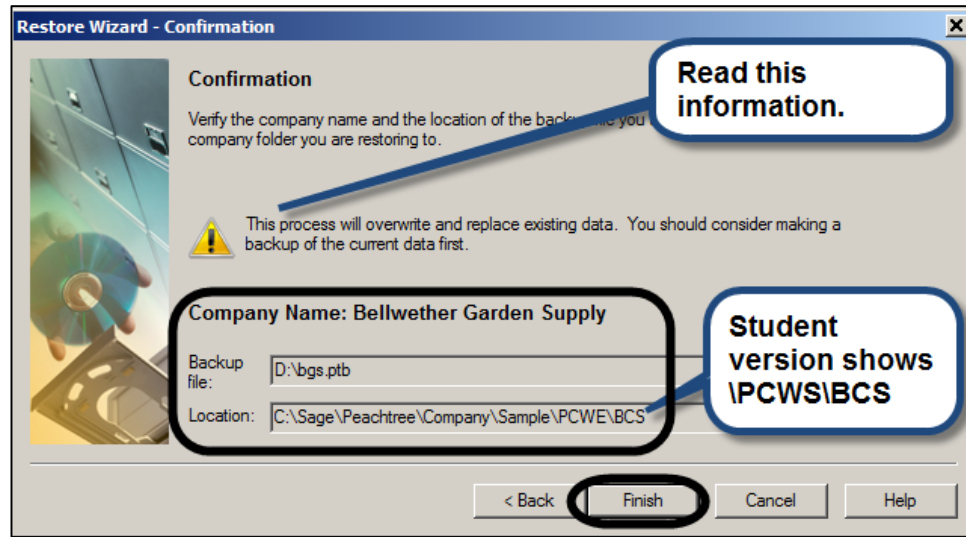 Restore Wizard - Confirmation
Confirmation
Read this
information.
Verify the company name and the location of the backup file you
company folder you are restoring to.
This process will overwrite and replace existing data. You should consider making a
backup of the current data first.
Company Name: Bellwether Garden Supply
Backup
file:
D:\bgs.ptb
Location:
C:\Sage\Peachtree\Company\Sample\PCWE\BCS
Student
version shows
\PCWS\BCS
< Back
Finish
Cancel
Help